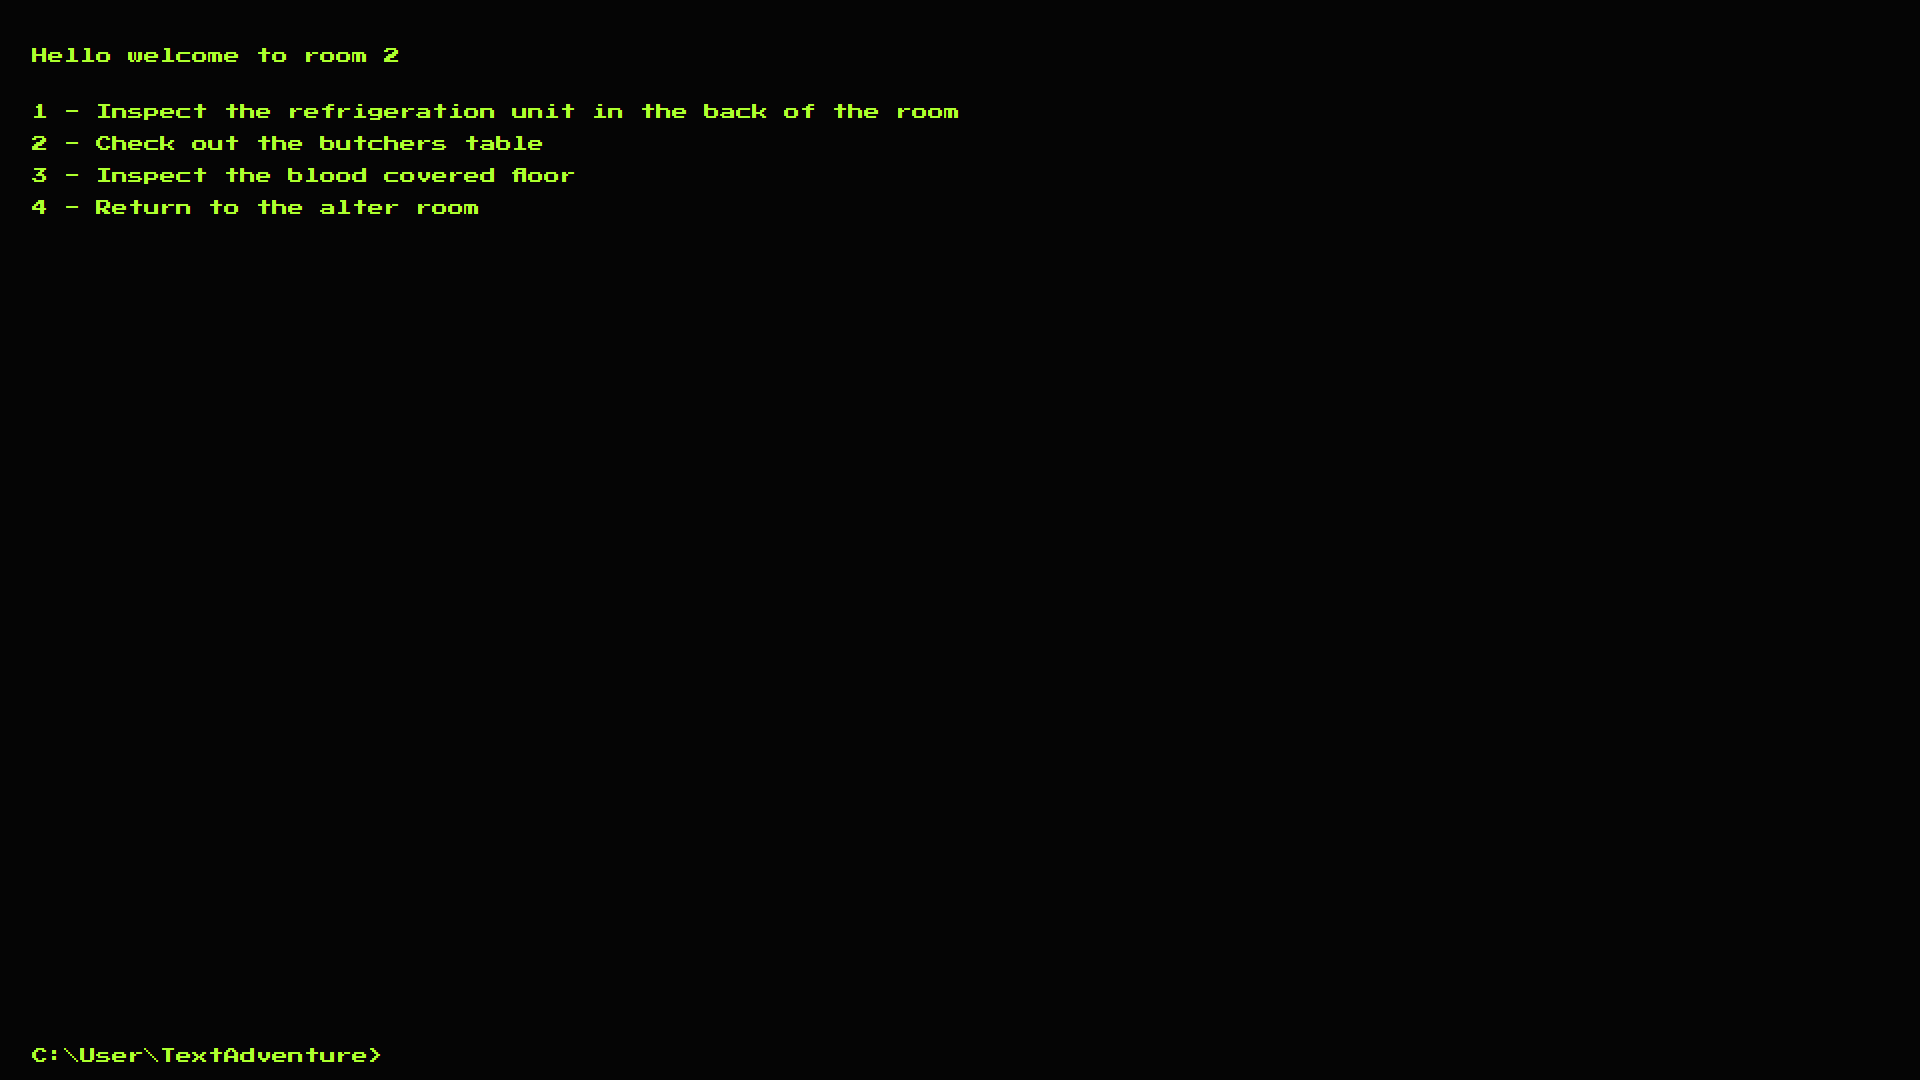 Hello welcome to room 2
1 - Inspect the refrigeration unit in the back of the room
2 - Check out the butchers table
3 - Inspect the blood covered floor
4 - Return to the alter room
C:\User\TextAdventure>